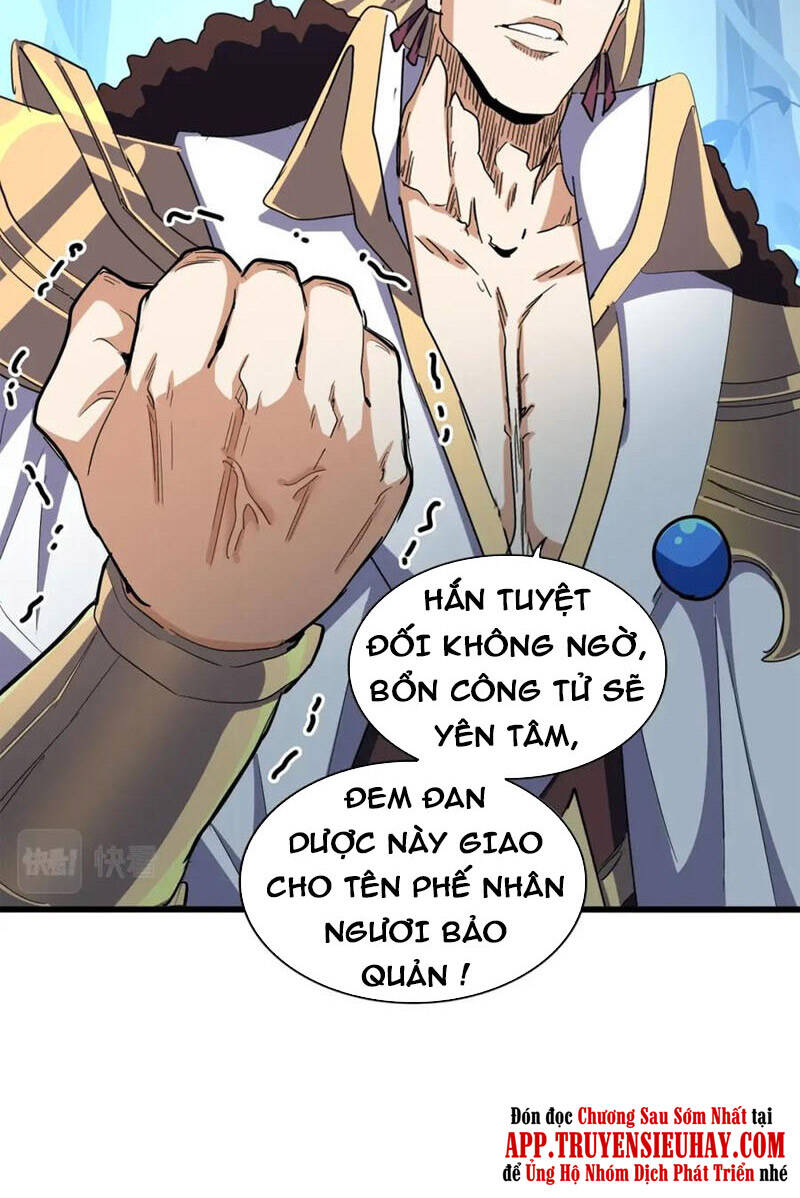 HẮN TUYỆT
ĐỐI KHÔNG NGỜ,
BỔN CÔNG TỬ SẼ
YÊN TÂM,
ĐEM ĐAN
DƯỢC NÀY GIAO
CHO TÊN PHẾ NHÂN
NGƯƠI BẢO
QUẢN !
快看! 快看
Đón đọc Chương Sau Sớm Nhất tại
APP.TRUYENSIEUHAY.COM
để Ủng Hộ Nhóm Dịch Phát Triển nhé